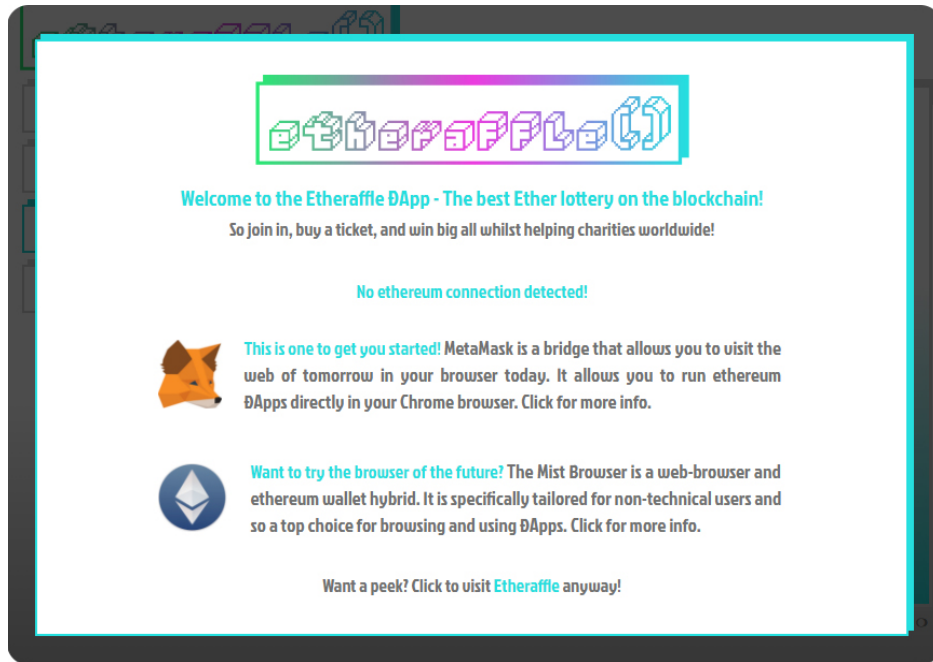 etheraFFLe()
Welcome to the Etheraffle ÐApp - The best Ether lottery on the blockchain!
So join in, buy a ticket, and win big all whilst helping charities worldwide!
No ethereum connection detected!
This is one to get you started! MetaMask is a bridge that allows you to visit the
web of tomorrow in your browser today. It allows you to run ethereum
ÐApps directly in your Chrome browser. Click for more info.
Want to try the browser of the future? The Mist Browser is a web-browser and
ethereum wallet hybrid. It is specifically tailored for non-technical users and
so a top choice for browsing and using ÐApps. Click for more info.
Want a peek? Click to visit Etheraffle anyway!